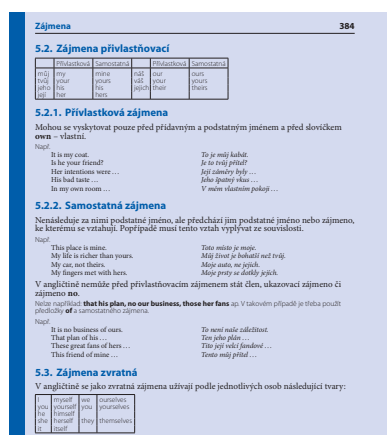 Zájmena 384
5.2. Zájmena přivlastňovací
Přívlastková Samostatná Přívlastková Samostatná
můj my mine náš our ours
tvůj your yours váš your yours
jeho his his jejich their theirs
její her hers
5.2.1. Přívlastková zájmena
Mohou se vyskytovat pouze před přídavným a podstatným jménem a před slovíčkem
own – vlastní.
Např.
It is my coat. To je můj kabát.
Is he your friend? Je to tvůj přítel?
Her intentions were … Její záměry byly …
His bad taste … Jeho špatný vkus …
In my own room … V mém vlastním pokoji …
5.2.2. Samostatná zájmena
Nenásleduje za nimi podstatné jméno, ale předchází jim podstatné jméno nebo zájmeno,
ke kterému se vztahují. Popřípadě musí tento vztah vyplývat ze souvislosti.
Např.
This place is mine. Toto místo je moje.
My life is richer than yours. Můj život je bohatší než tvůj.
My car, not theirs. Moje auto, ne jejich.
My fingers met with hers. Moje prsty se dotkly jejich.
V angličtině nemůže před přivlastňovacím zájmenem stát člen, ukazovací zájmeno či
zájmeno no.
Nelze například: that his plan, no our business, those her fans ap. V takovém případě je třeba použít
předložky of a samostatného zájmena.
Např.
It is no business of ours. To není naše záležitost.
That plan of his … Ten jeho plán …
These great fans of hers … Tito její velcí fandové …
This friend of mine … Tento můj přítel …
5.3. Zájmena zvratná
V angličtině se jako zvratná zájmena užívají podle jednotlivých osob následující tvary:
I myself we ourselves
you yourself you yourselves
he himself
she herself they themselves
it itself